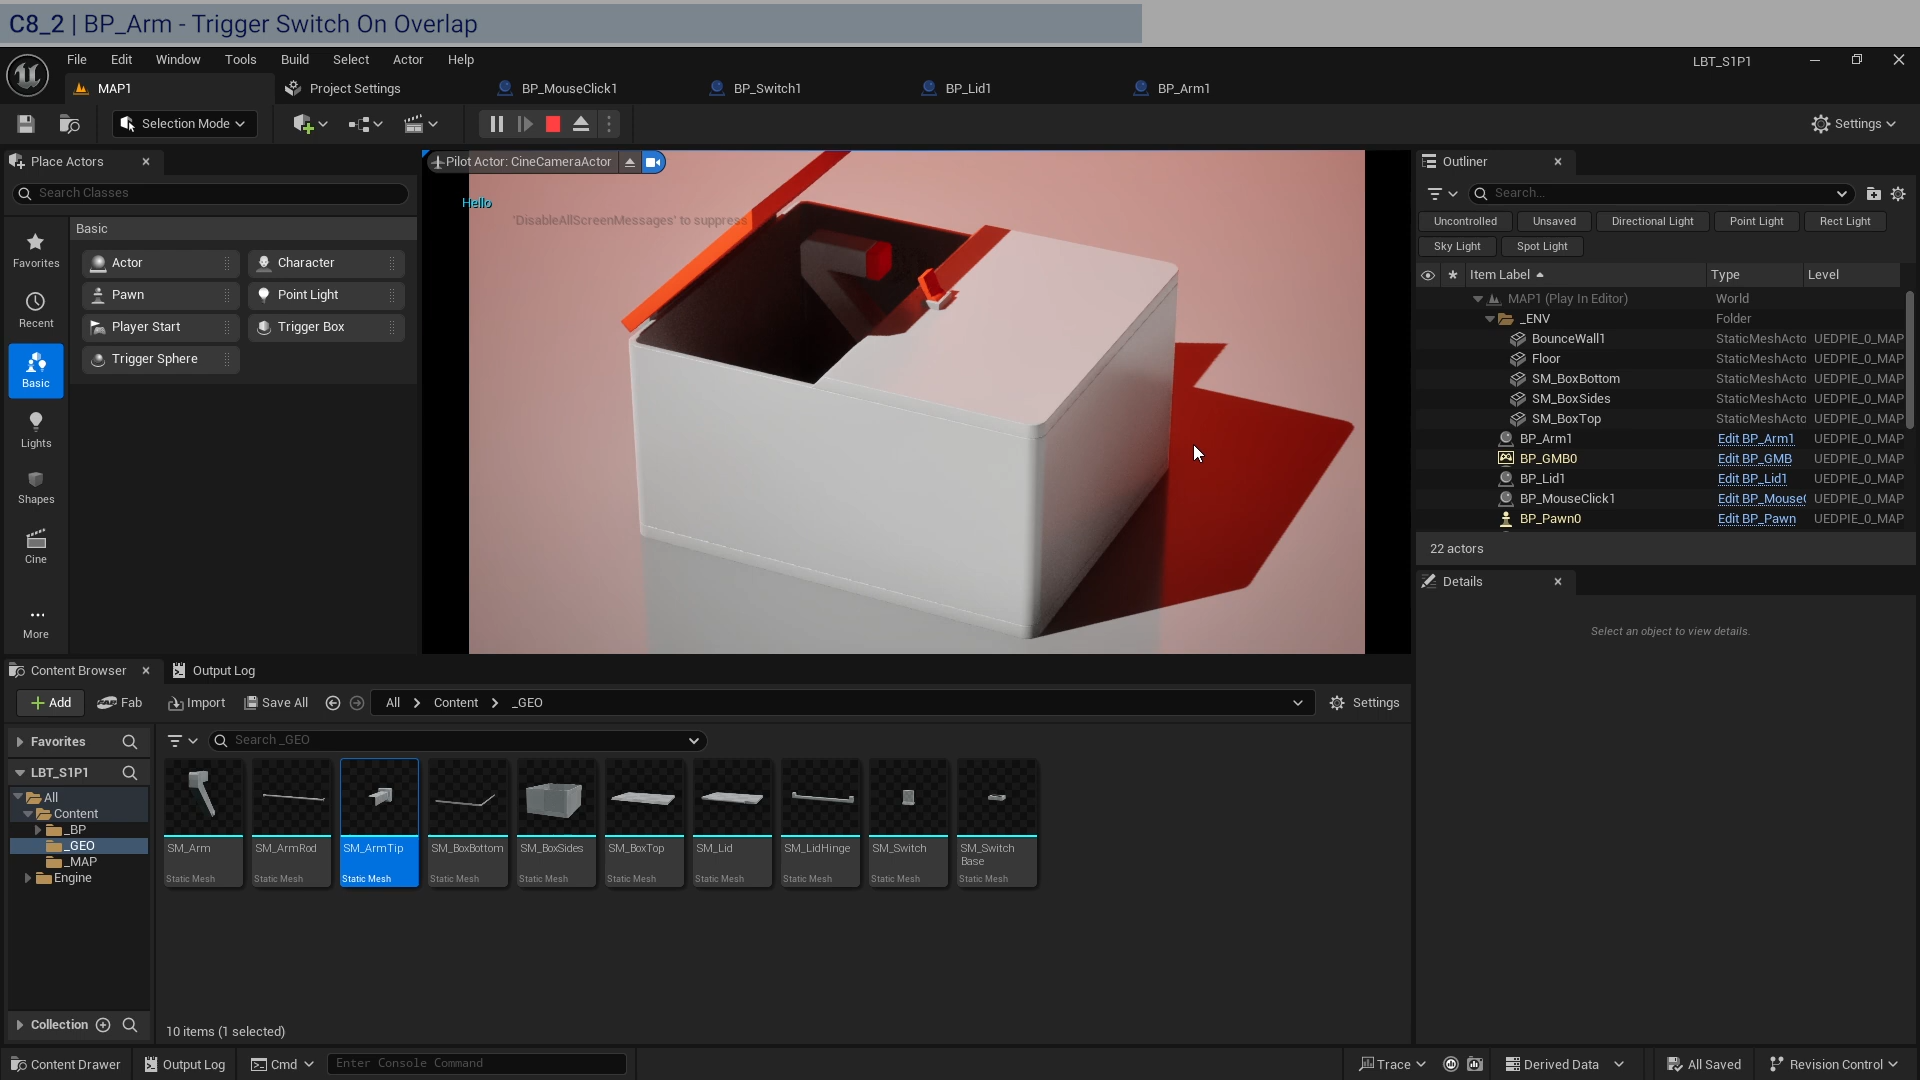 C8_2 | BP_Arm - Trigger Switch On Overlap
File Edit Window Tools Build Select Actor Help
LBT_S1P1
MAP1 Project Settings BP_MouseClick1 BP_Switch1 BP_Lid1 BP_Arm1
Selection Mode
Settings
Place Actors
Search Classes
Basic
Favorites
Recent
Basic
Lights
Shapes
Cine
More
Actor Character
Pawn Point Light
Player Start Trigger Box
Trigger Sphere
Pilot Actor: CineCameraActor
Hello
'DisableAllScreenMessages' to suppress
Outliner
Search...
Uncontrolled Unsaved Directional Light Point Light Rect Light
Sky Light Spot Light
Item Label Type Level
MAP1 (Play In Editor) World
_ENV Folder
BounceWall1 StaticMeshActo UEDPIE_0_MAP
Floor StaticMeshActo UEDPIE_0_MAP
SM_BoxBottom StaticMeshActo UEDPIE_0_MAP
SM_BoxSides StaticMeshActo UEDPIE_0_MAP
SM_BoxTop StaticMeshActo UEDPIE_0_MAP
BP_Arm1 Edit BP_Arm1 UEDPIE_0_MAP
BP_GMB0 Edit BP_GMB UEDPIE_0_MAP
BP_Lid1 Edit BP_Lid1 UEDPIE_0_MAP
BP_MouseClick1 Edit BP_MouseC UEDPIE_0_MAP
BP_Pawn0 Edit BP_Pawn UEDPIE_0_MAP
22 actors
Details
Select an object to view details.
Content Browser Output Log
Add Fab Import Save All All Content _GEO Settings
Favorites
LBT_S1P1
All
Content
_BP
_GEO
_MAP
Engine
Collection
Search _GEO
SM_Arm SM_ArmRod SM_ArmTip SM_BoxBottom SM_BoxSides SM_BoxTop SM_Lid SM_LidHinge SM_Switch SM_Switch
Base
Static Mesh Static Mesh Static Mesh Static Mesh Static Mesh Static Mesh Static Mesh Static Mesh Static Mesh Static Mesh
10 items (1 selected)
Content Drawer Output Log Cmd Enter Console Command Trace Derived Data All Saved Revision Control